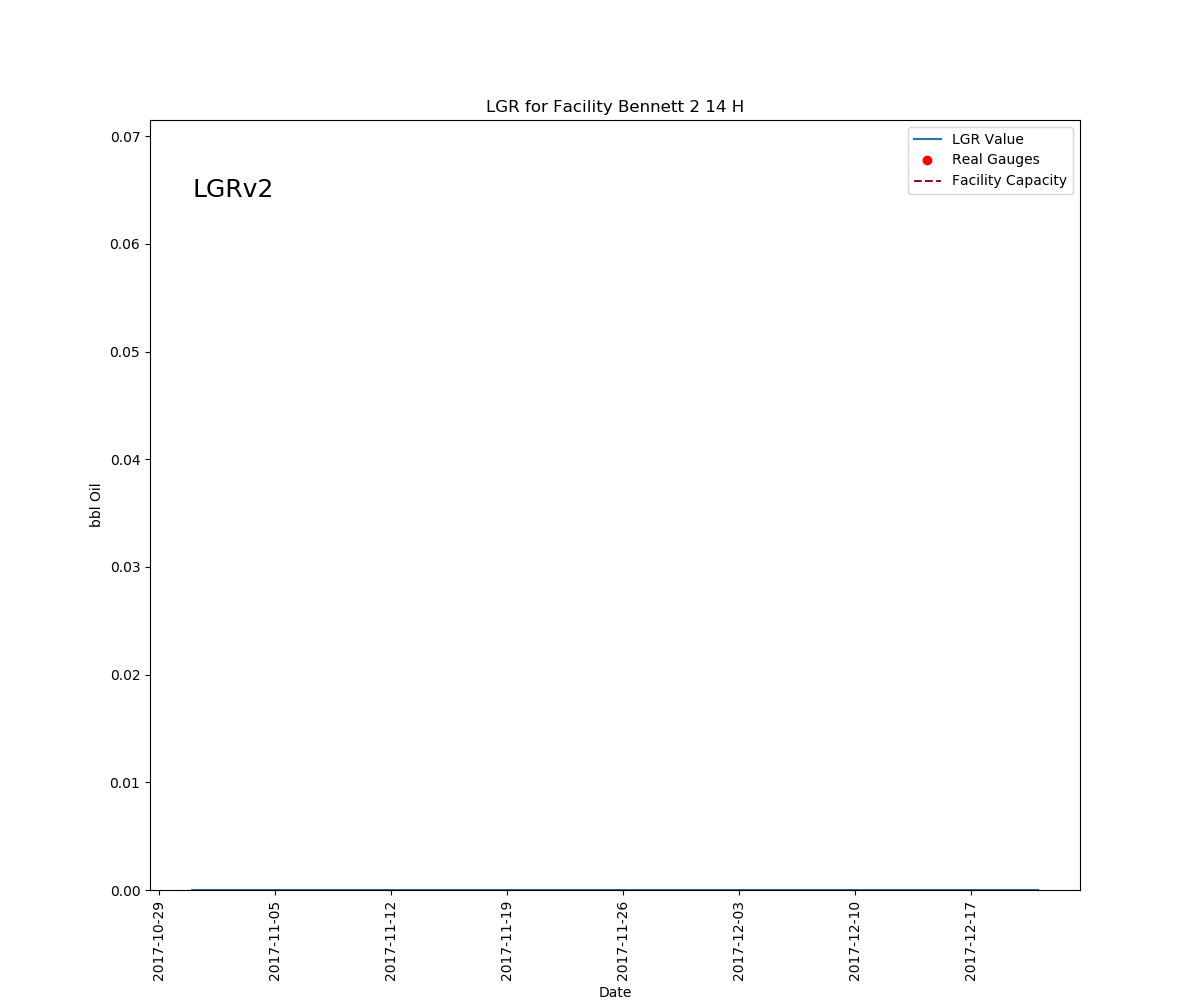 LGR for Facility Bennett 2 14 H
LGR Value
Real Gauges
Facility Capacity
LGRv2
0.07
0.06
0.05
0.04
0.03
0.02
0.01
0.00
bbl Oil
2017-10-29
2017-11-05
2017-11-12
2017-11-19
2017-11-26
2017-12-03
2017-12-10
2017-12-17
Date